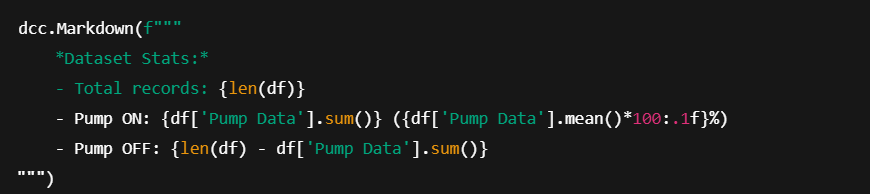 dcc.Markdown(f"""
    *Dataset Stats:*
    - Total records: {len(df)}
    - Pump ON: {df['Pump Data'].sum()} ({df['Pump Data'].mean()*100:.1f}%)
    - Pump OFF: {len(df) - df['Pump Data'].sum()}
""")